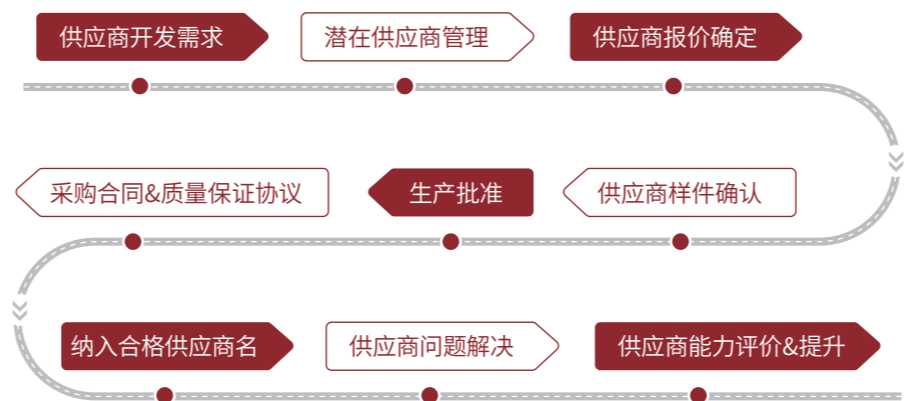 供应商开发需求
潜在供应商管理
供应商报价确定
供应商样件确认
生产批准
采购合同&质量保证协议
纳入合格供应商名
供应商问题解决
供应商能力评价&提升